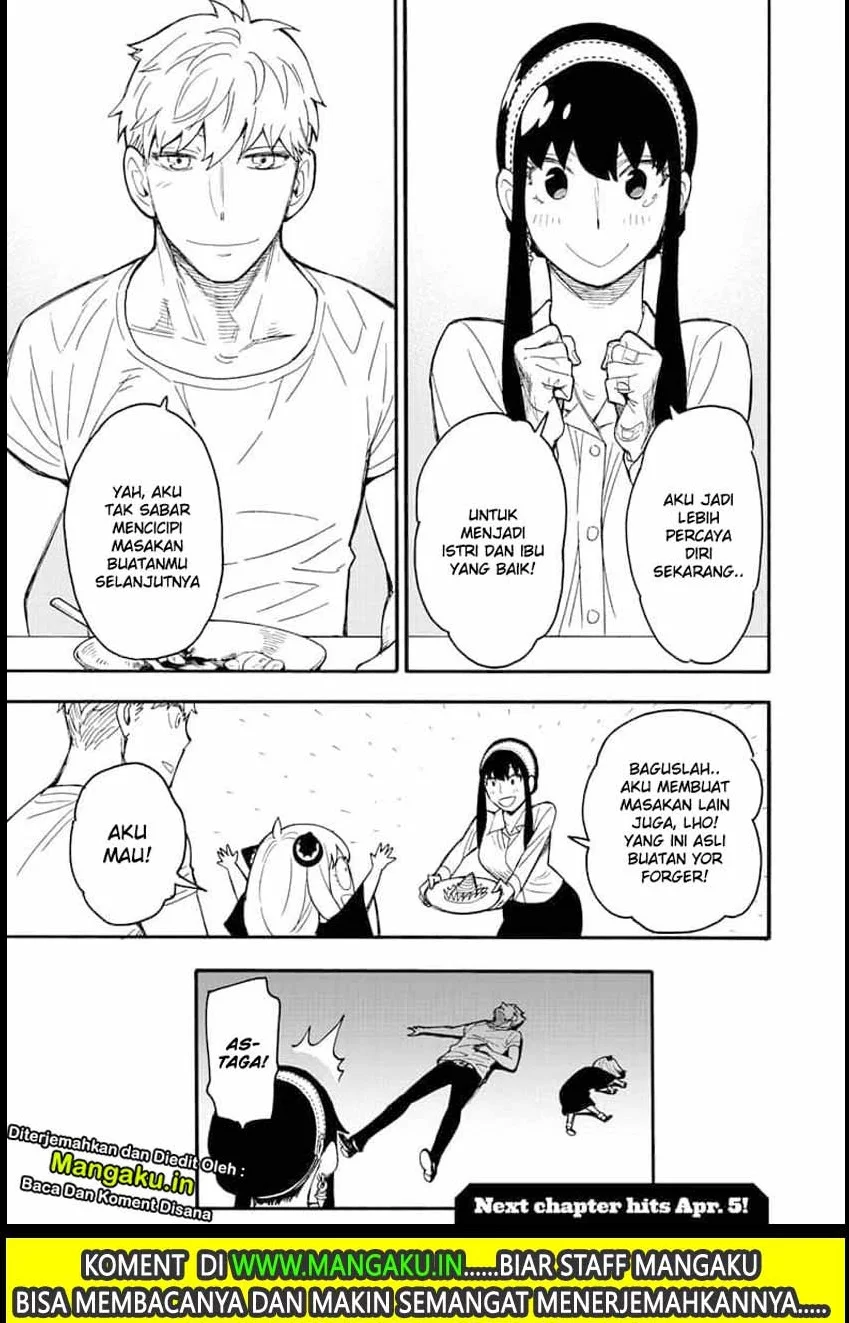 AKU JADI
LEBIH
PERCAYA
DIRI
SEKARANG..
UNTUK
MENJADI
ISTRI DAN IBU
YANG BAIK!
YAH, AKU
TAK SABAR
MENCICIPI
MASAKAN
BUATANMU
SELANJUTNYA
BAGUSLAH..
AKU MEMBUAT
MASAKAN LAIN
JUGA, LHO!
YANG INI ASLI
BUATAN YOR
FORGER!
AKU
MAU!
AS-
TAGA!
Diterjemahkan dan Diedit Oleh :
Mangaku.in
Baca Dan Koment Disana
Next chapter hits Apr. 5!
KOMENT DI WWW.MANGAKU.IN......BIAR STAFF MANGAKU
BISA MEMBACANYA DAN MAKIN SEMANGAT MENERJEMAHKANNYA.....